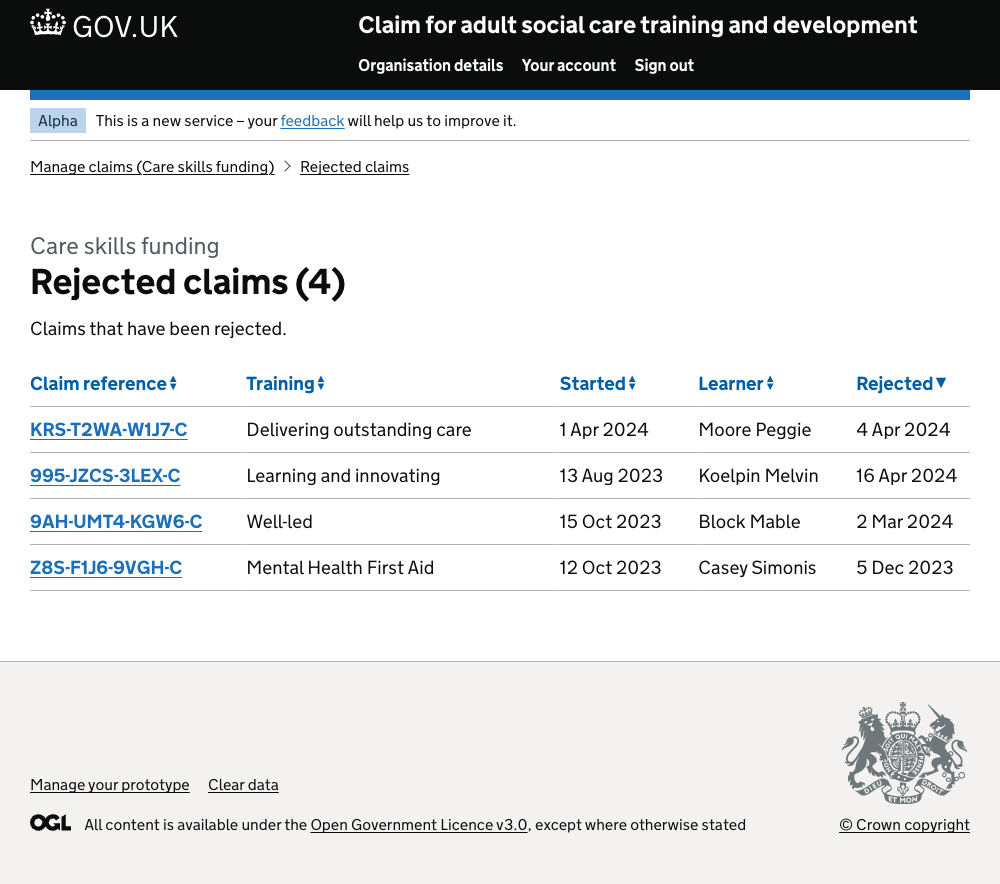 GOV.UK
Claim for adult social care training and development
Organisation details Your account Sign out
Alpha This is a new service – your feedback will help us to improve it.
Manage claims (Care skills funding) Rejected claims
Care skills funding
Rejected claims (4)
Claims that have been rejected.
Claim reference Training Started Learner Rejected
KRS-T2WA-W1J7-C Delivering outstanding care 1 Apr 2024 Moore Peggie 4 Apr 2024
995-JZCS-3LEX-C Learning and innovating 13 Aug 2023 Koelpin Melvin 16 Apr 2024
9AH-UMT4-KGW6-C Well-led 15 Oct 2023 Block Mable 2 Mar 2024
Z8S-F1J6-9VGH-C Mental Health First Aid 12 Oct 2023 Casey Simonis 5 Dec 2023
DIEU ET MON DROIT
Manage your prototype Clear data
OGL All content is available under the Open Government Licence v3.0, except where otherwise stated
© Crown copyright